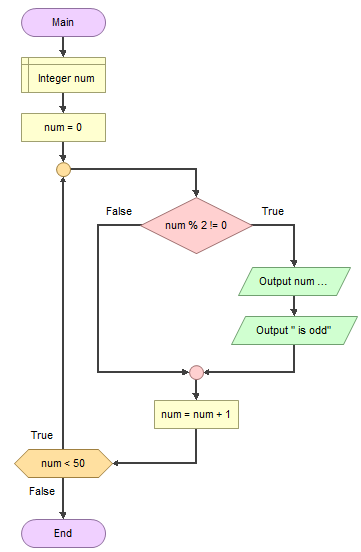 Main
Integer num
num = 0
False
True
num % 2 != 0
Output num ...
Output " is odd"
num = num + 1
True
num < 50
False
End